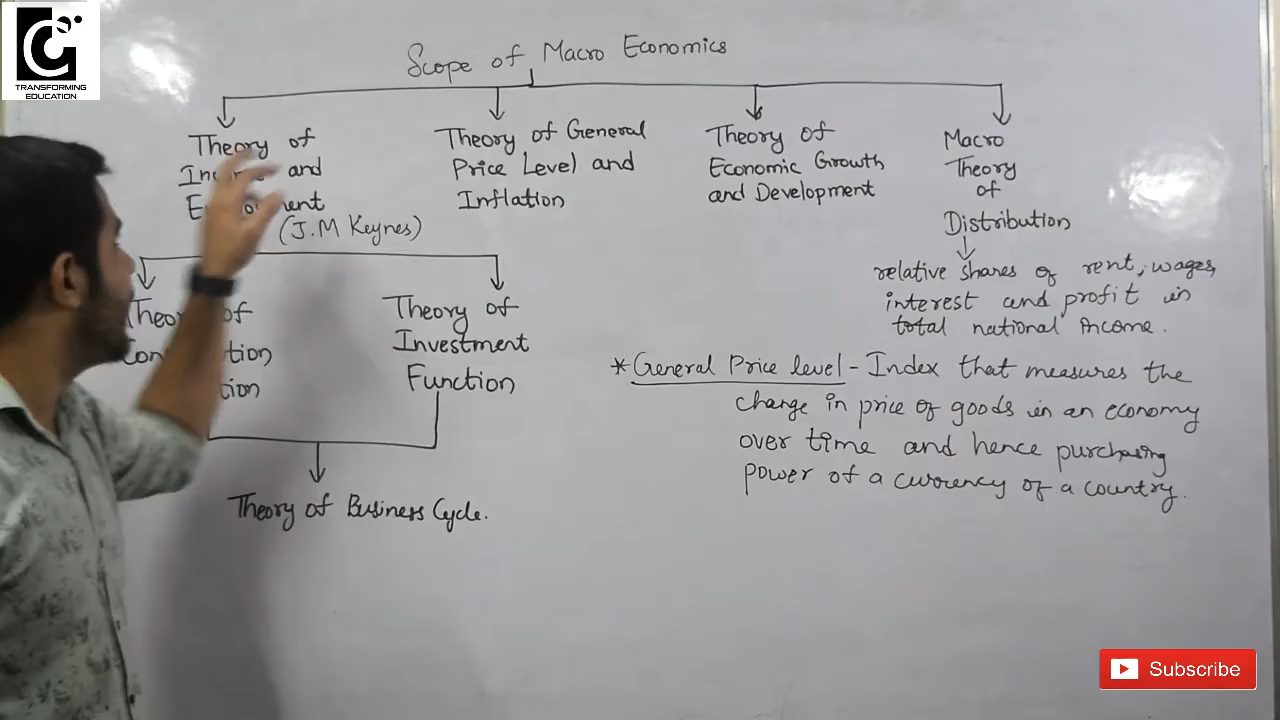 TRANSFORMING
EDUCATION
Scope of Macro Economics
Theory of
and
(J.M Keynes)
Theory of General
Price Level and
Inflation
Theory of
Economic Growth
and Development
Macro
Theory
of
Distribution
relative shares of rent, wages,
interest and profit in
total national income.
of
Theory of
Investment
Function
Theory of Business Cycle.
*General Price level - Index that measures the
change in price of goods in an economy
over time and hence purchasing
power of a currency of a country.
Subscribe